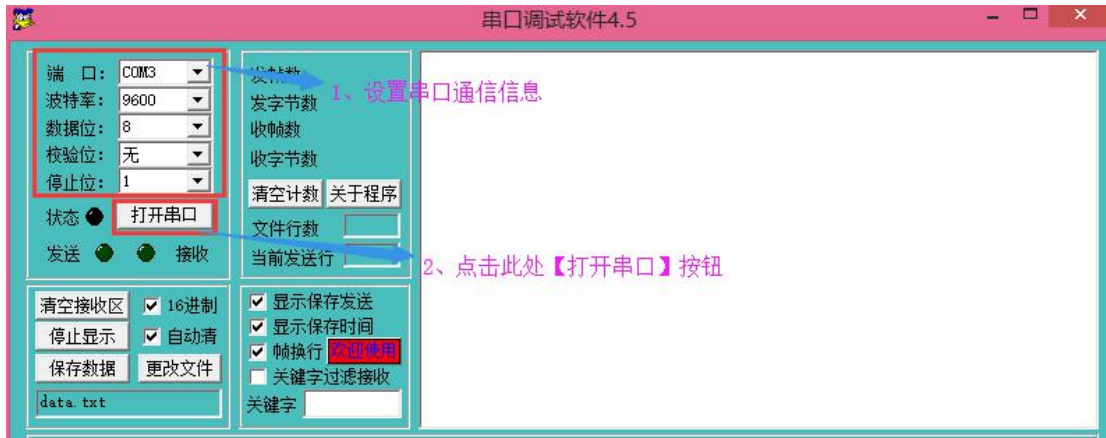 串口调试软件4.5
端 口: COM3
波特率: 9600
数据位: 8
校验位: 无
停止位: 1
状态 打开串口
发送 接收
发帧数
发字节数
收帧数
收字节数
清空计数 关于程序
文件行数
当前发送行
1、设置串口通信信息
2、点击此处【打开串口】按钮
清空接收区 16进制
停止显示 自动清
保存数据 更改文件
data.txt
显示保存发送
显示保存时间
帧换行 欢迎使用
关键字过滤接收
关键字